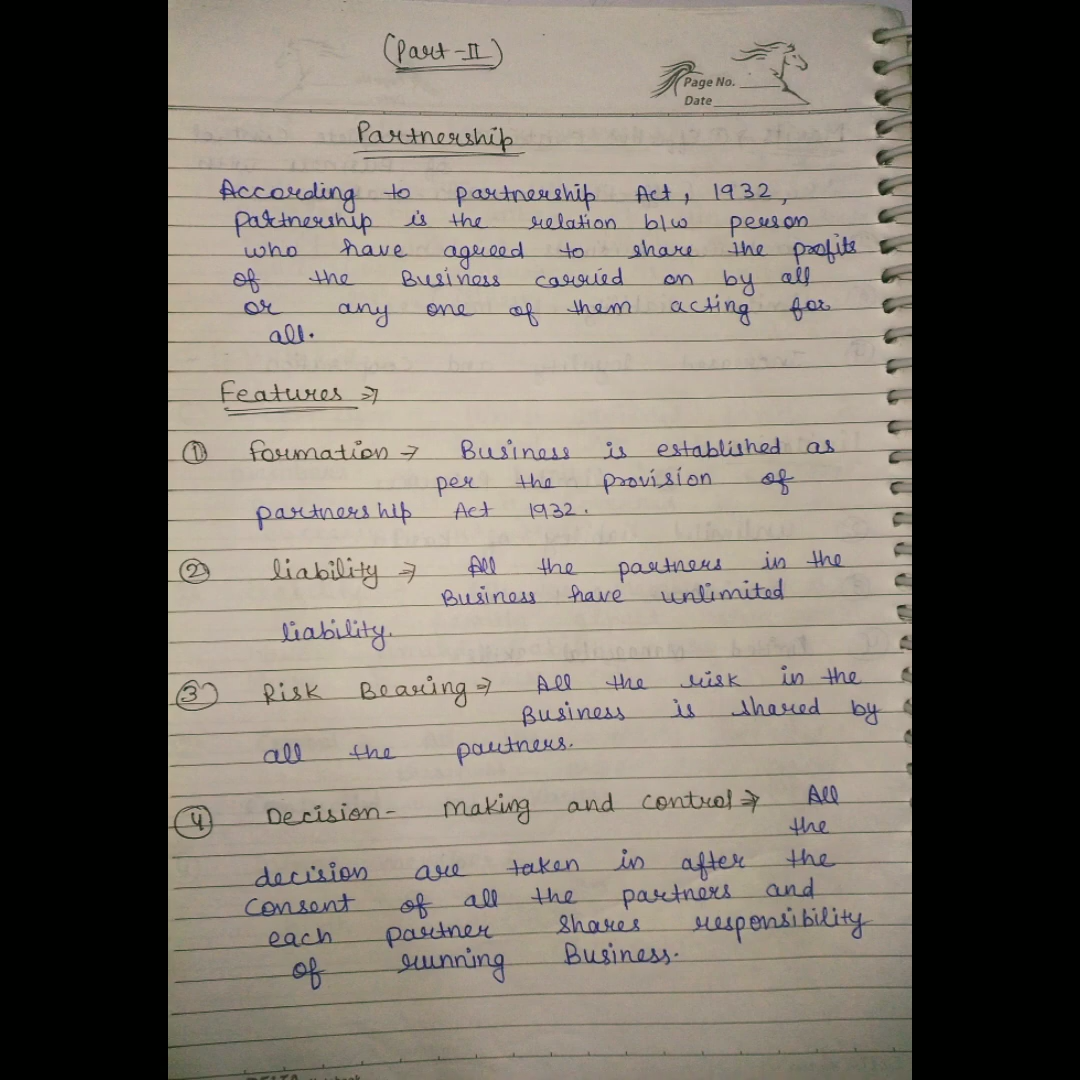 (Part-II)
Page No.
Date
Partnership
According to partnership Act, 1932,
partnership is the relation b/w person
who have agreed to share the profits
of the Business carried on by all
or any one of them acting for
all.
Features ⇒
① formation → Business is established as
per the provision of
partnership Act 1932.
② liability ⇒ All the partners in the
Business have unlimited
liability.
③ Risk Bearing ⇒ All the risk in the
Business is shared by
all the partners.
④ Decision- Making and control ⇒ All
the
decision are taken in after the
consent of all the partners and
each partner shares responsibility
of running Business.